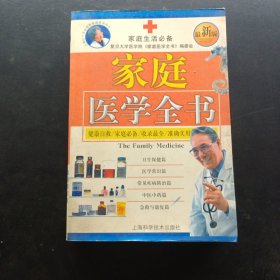 家庭生活必备
最新版
复旦大学医学院《家庭医学全书》编委会
家庭
医学全书
健康自救/家庭必备/收录最全/准确实用
The Family Medicine
卫生保健篇
医学常识篇
常见疾病防治篇
中医中药篇
急救与康复篇
上海科学技术出版社